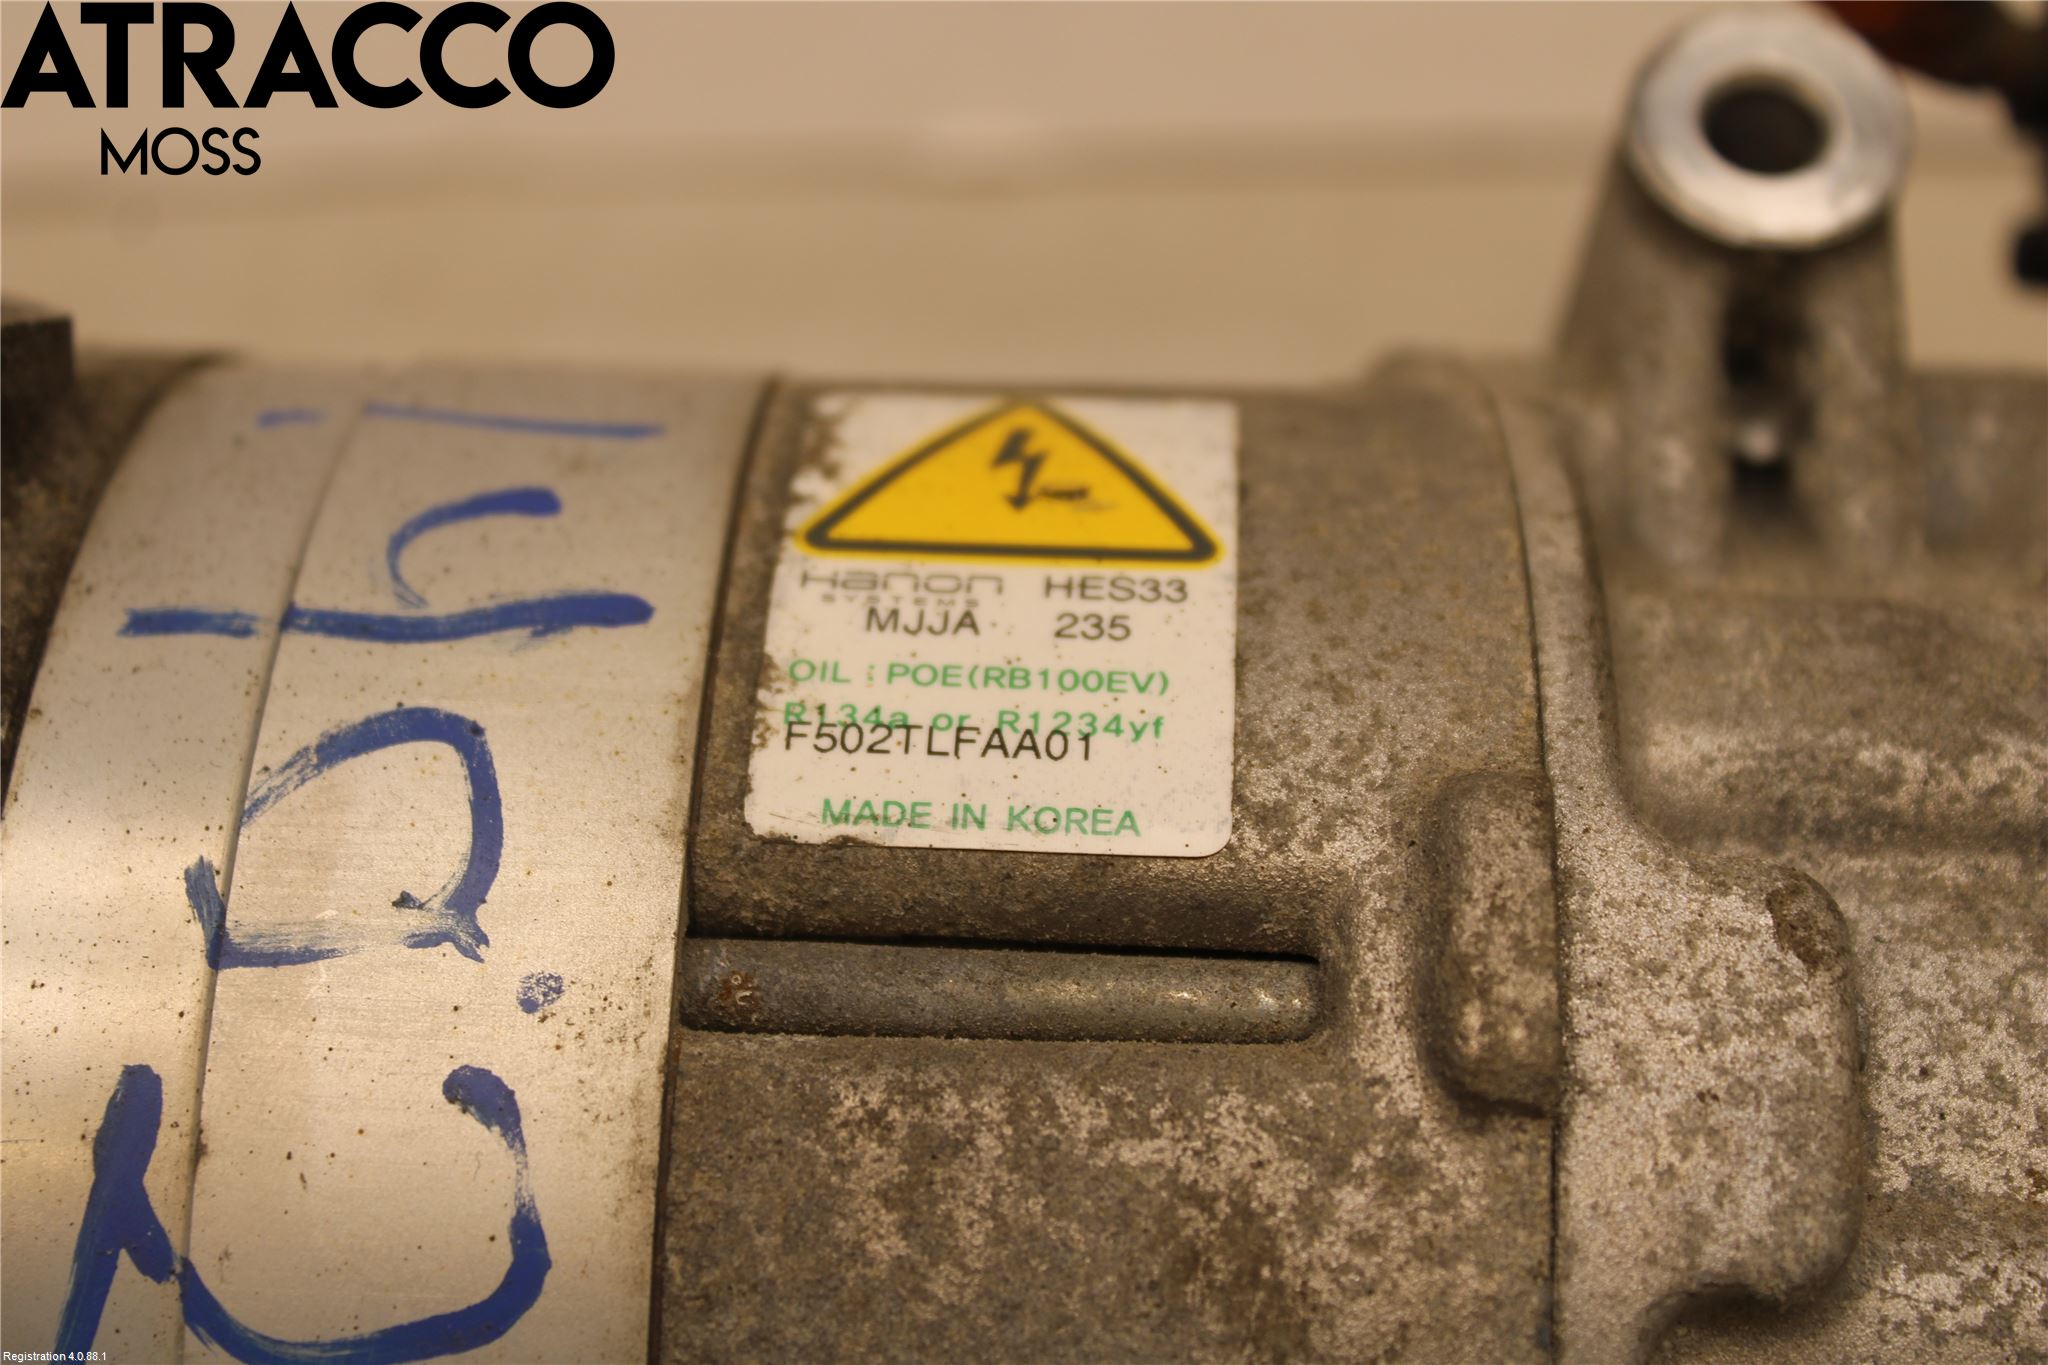 ATRACCO
MOSS
Hanon HES33
SYSTEMS
MJJA 235
OIL : POE(RB100EV)
R134a or R1234yf
F502TLFAA01
MADE IN KOREA
Registration 4.0.88.1